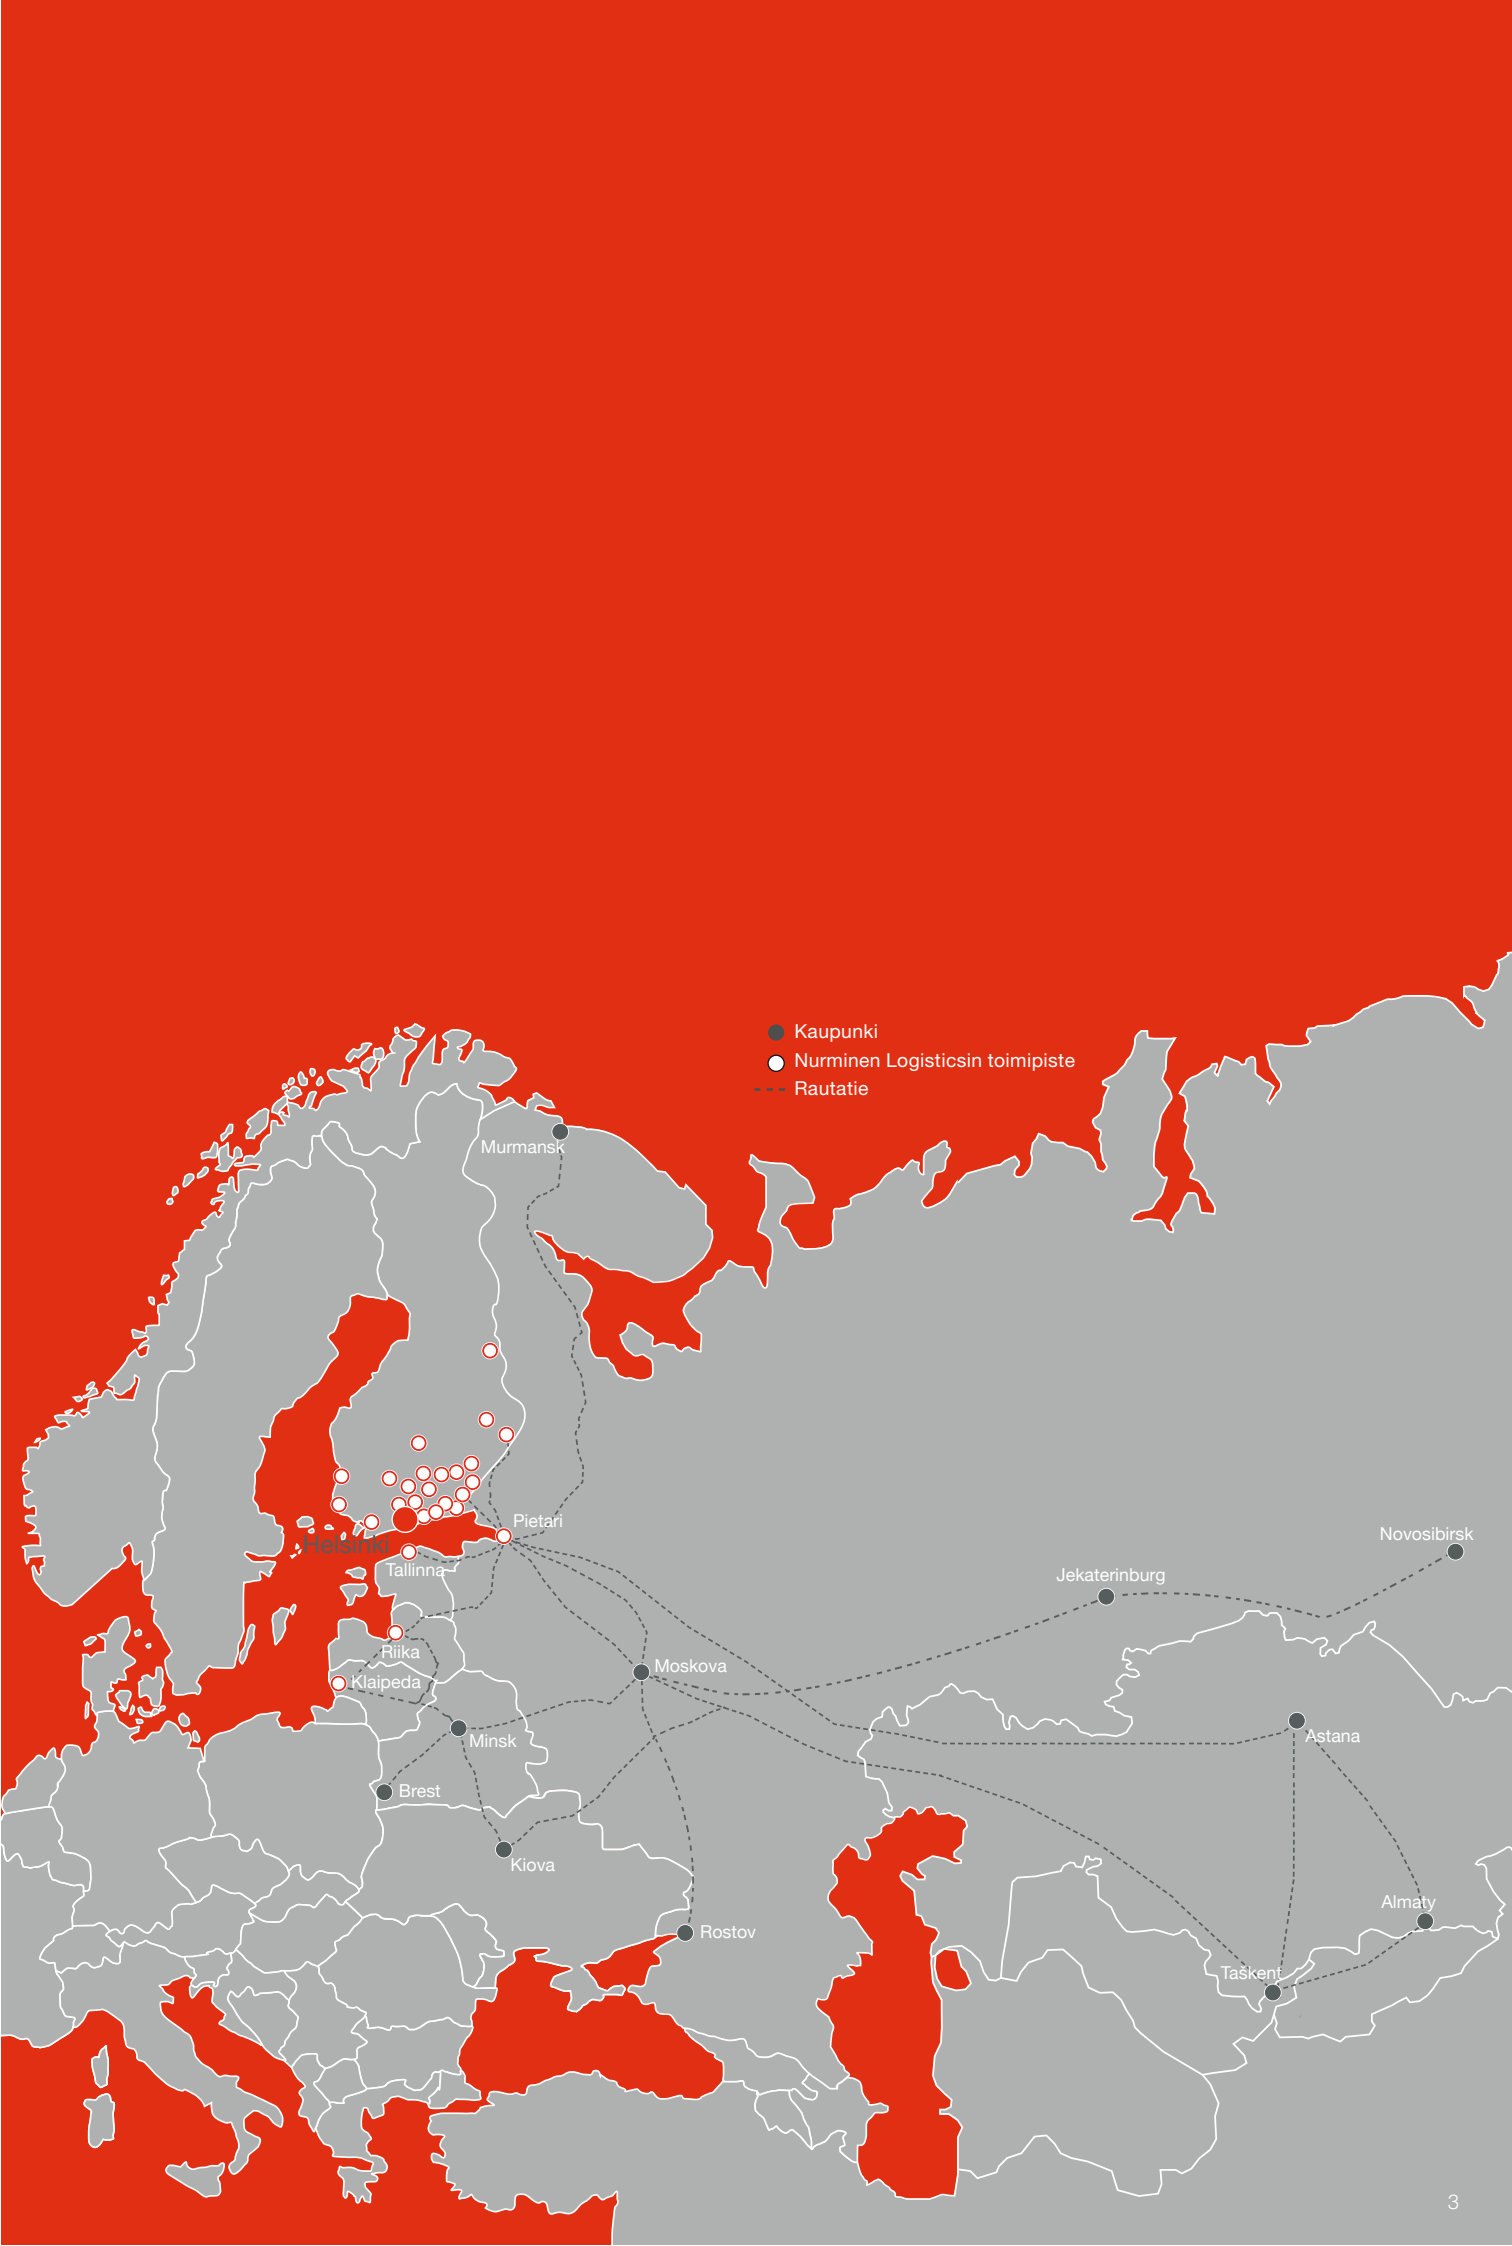 Kaupunki
Nurminen Logisticsin toimipiste
Rautatie
Murmansk
Pietari
Helsinki
Novosibirsk
Tallinna
Jekaterinburg
Riika
Moskova
Klaipeda
Minsk
Astana
Brest
Kiova
Almaty
Rostov
Taškent
3